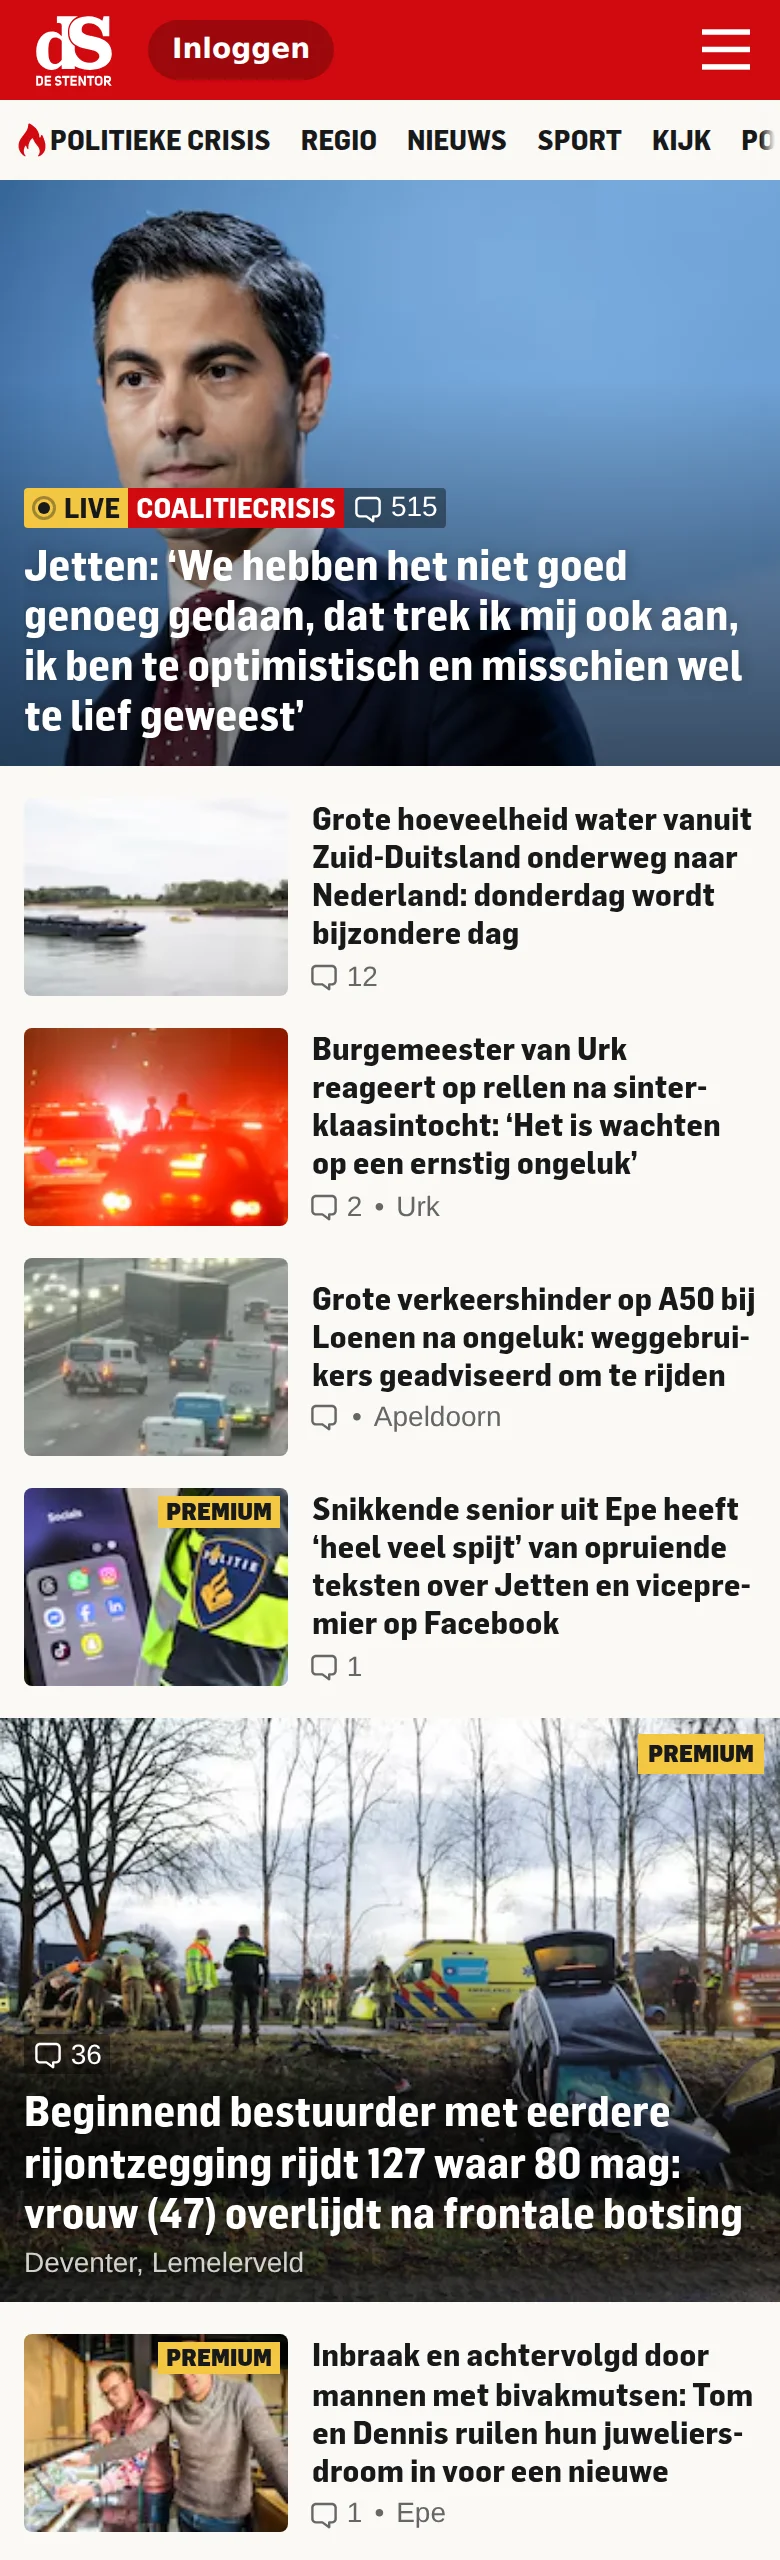 dS
DE STENTOR
Inloggen
POLITIEKE CRISIS REGIO NIEUWS SPORT KIJK PO
LIVE COALITIECRISIS 515
Jetten: ‘We hebben het niet goed
genoeg gedaan, dat trek ik mij ook aan,
ik ben te optimistisch en misschien wel
te lief geweest’
Grote hoeveelheid water vanuit
Zuid-Duitsland onderweg naar
Nederland: donderdag wordt
bijzondere dag
12
Burgemeester van Urk
reageert op rellen na sinter-
klaasintocht: ‘Het is wachten
op een ernstig ongeluk’
2 • Urk
Grote verkeershinder op A50 bij
Loenen na ongeluk: weggebrui-
kers geadviseerd om te rijden
• Apeldoorn
Socials
PREMIUM
POLITIE
Snikkende senior uit Epe heeft
‘heel veel spijt’ van opruiende
teksten over Jetten en vicepre-
mier op Facebook
1
PREMIUM
36
Beginnend bestuurder met eerdere
rijontzegging rijdt 127 waar 80 mag:
vrouw (47) overlijdt na frontale botsing
Deventer, Lemelerveld
PREMIUM
Inbraak en achtervolgd door
mannen met bivakmutsen: Tom
en Dennis ruilen hun juweliers-
droom in voor een nieuwe
1 • Epe